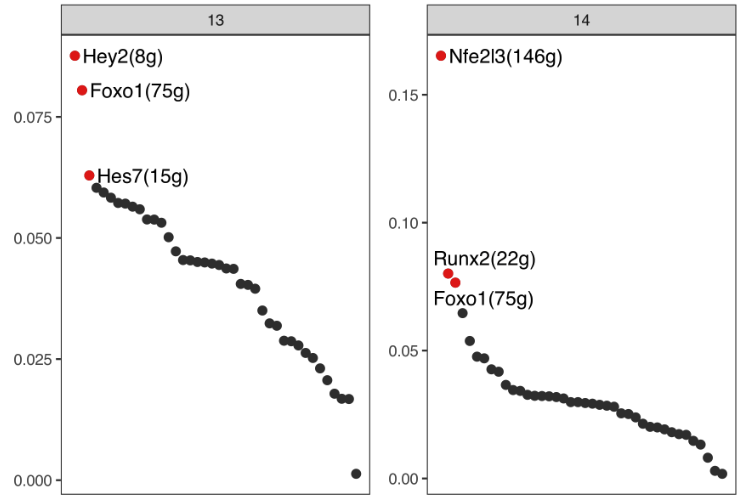 13
Hey2(8g)
Foxo1(75g)
Hes7(15g)
0.075
0.050
0.025
0.000
14
Nfe2l3(146g)
Runx2(22g)
Foxo1(75g)
0.15
0.10
0.05
0.00